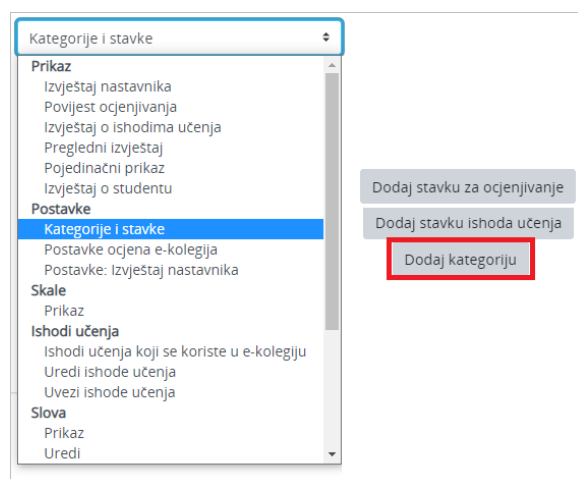 Kategorije i stavke
Prikaz
Izvještaj nastavnika
Povijest ocjenjivanja
Izvještaj o ishodima učenja
Pregledni izvještaj
Pojedinačni prikaz
Izvještaj o studentu
Postavke
Kategorije i stavke
Postavke ocjena e-kolegija
Postavke: Izvještaj nastavnika
Skale
Prikaz
Ishodi učenja
Ishodi učenja koji se koriste u e-kolegiju
Uredi ishode učenja
Uvezi ishode učenja
Slova
Prikaz
Uredi
Dodaj stavku za ocjenjivanje
Dodaj stavku ishoda učenja
Dodaj kategoriju